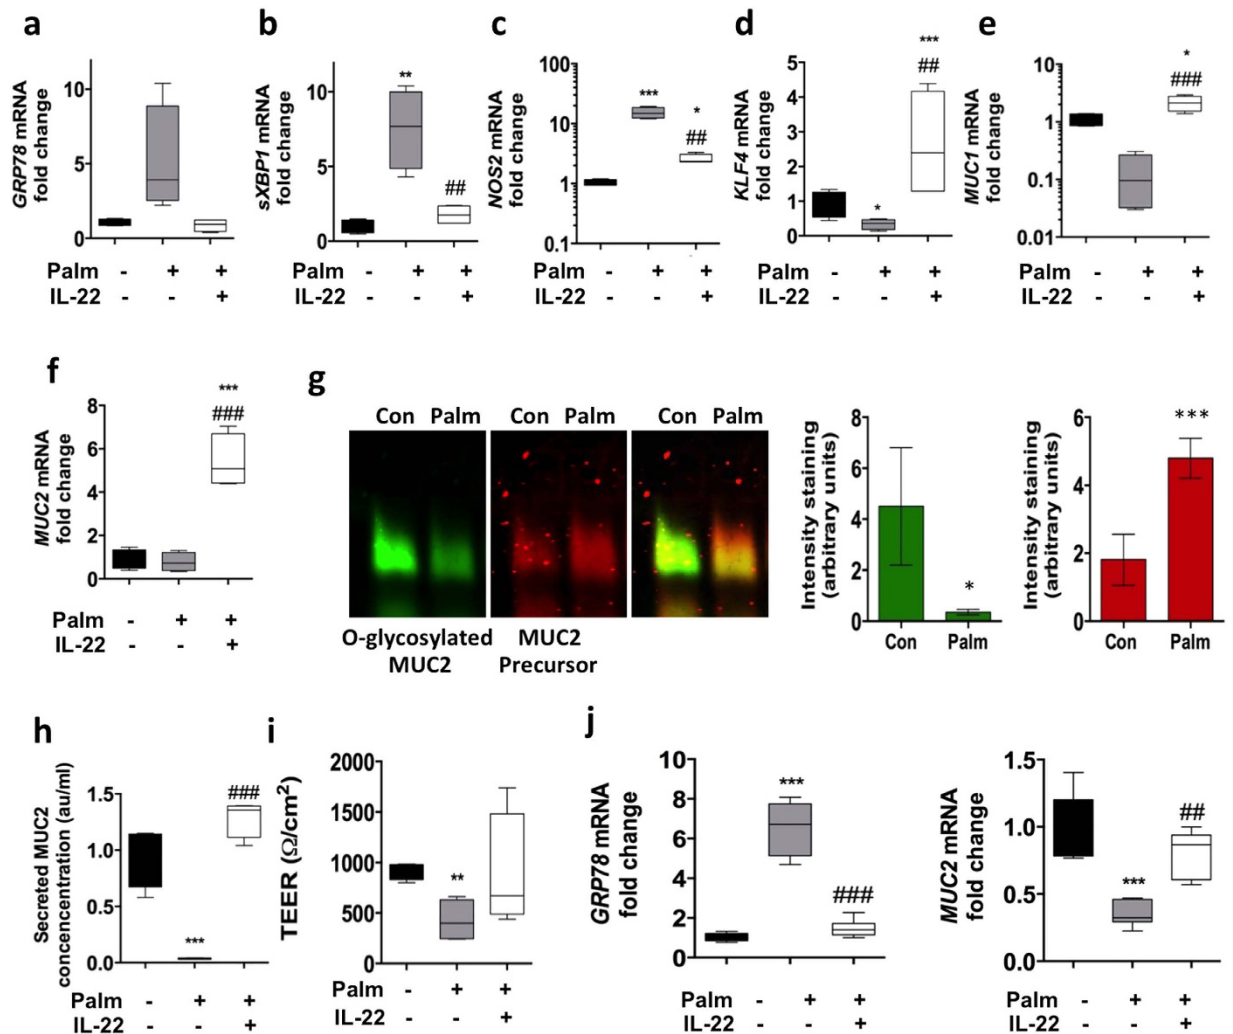 a
GRP78 mRNA
fold change
10
5
0
Palm - + +
IL-22 - - +
b
sXBP1 mRNA
fold change
10
5
0
**
##
Palm - + +
IL-22 - - +
c
NOS2 mRNA
fold change
100
10
1
0.1
***
*
##
Palm - + +
IL-22 - - +
d
KLF4 mRNA
fold change
5
4
3
2
1
0
*
***
##
Palm - + +
IL-22 - - +
e
MUC1 mRNA
fold change
10
1
0.1
0.01
*
###
Palm - + +
IL-22 - - +
f
MUC2 mRNA
fold change
8
6
4
2
0
***
###
Palm - + +
IL-22 - - +
g
Con Palm Con Palm Con Palm
O-glycosylated
MUC2
MUC2
Precursor
Intensity staining
(arbitrary units)
8
6
4
2
0
*
Con Palm
Intensity staining
(arbitrary units)
6
4
2
0
***
Con Palm
h
Secreted MUC2
concencentration (au/ml)
1.5
1.0
0.5
0.0
***
###
Palm - + +
IL-22 - - +
i
TEER (Ω/cm²)
2000
1500
1000
500
0
**
Palm - + +
IL-22 - - +
j
GRP78 mRNA
fold change
10
8
6
4
2
0
***
###
Palm - + +
IL-22 - - +
MUC2 mRNA
fold change
1.5
1.0
0.5
0.0
***
##
Palm - + +
IL-22 - - +